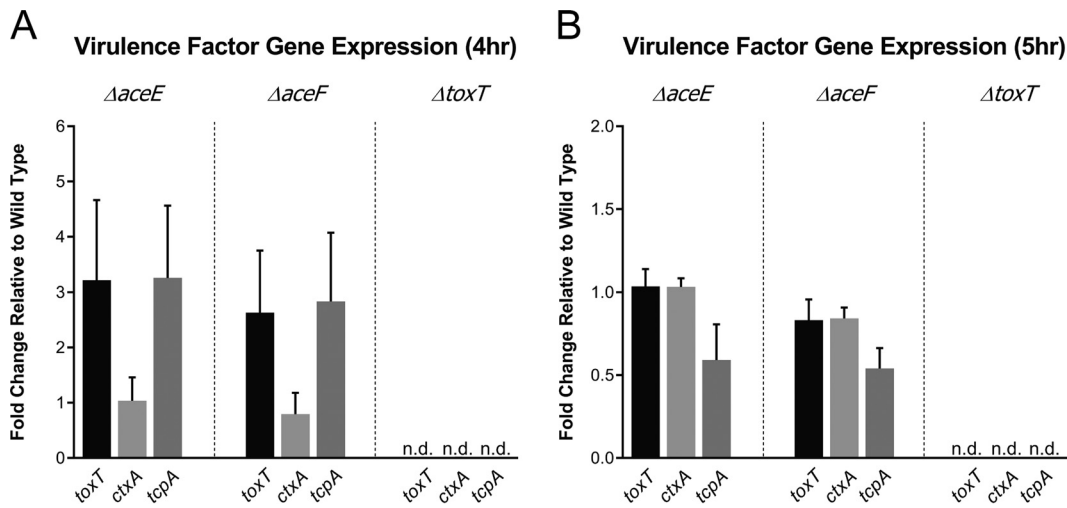 A
Virulence Factor Gene Expression (4hr)
ΔaceE
ΔaceF
ΔtoxT
Fold Change Relative to Wild Type
6
5
4
3
2
1
0
n.d. n.d. n.d.
toxT ctxA tcpA
toxT ctxA tcpA
toxT ctxA tcpA
B
Virulence Factor Gene Expression (5hr)
ΔaceE
ΔaceF
ΔtoxT
Fold Change Relative to Wild Type
2.0
1.5
1.0
0.5
0.0
n.d. n.d. n.d.
toxT ctxA tcpA
toxT ctxA tcpA
toxT ctxA tcpA